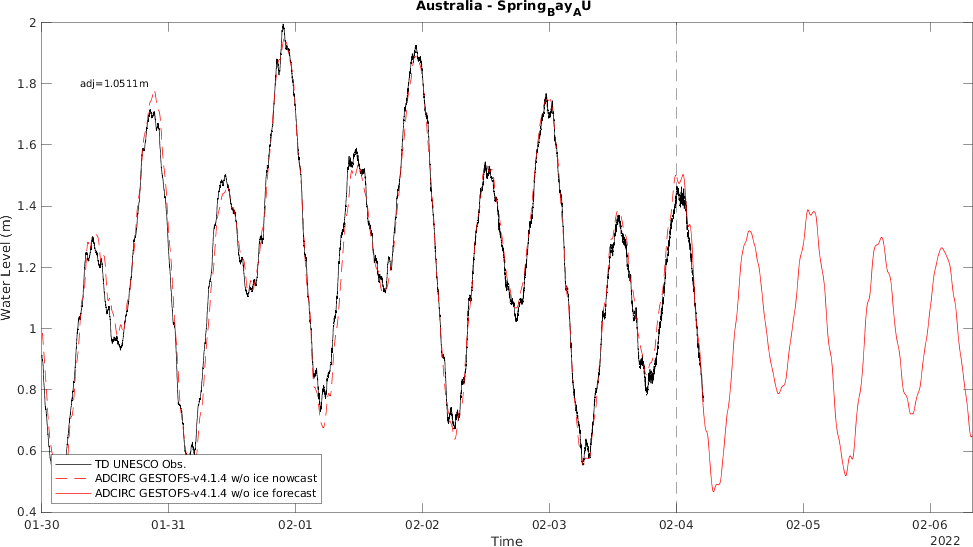 Australia - Spring_Bay_AU
adj=1.0511m
Water Level (m)
2
1.8
1.6
1.4
1.2
1
0.8
0.6
0.4
TD UNESCO Obs.
ADCIRC GESTOFS-v4.1.4 w/o ice nowcast
ADCIRC GESTOFS-v4.1.4 w/o ice forecast
01-30 01-31 02-01 02-02 02-03 02-04 02-05 02-06
Time
2022